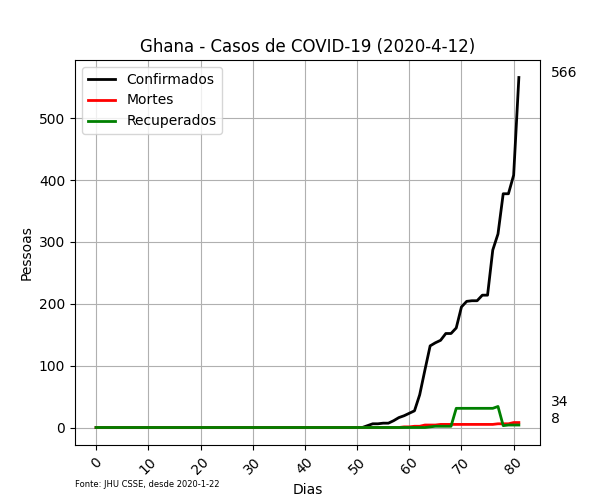 Ghana - Casos de COVID-19 (2020-4-12)
Confirmados
Mortes
Recuperados
566
34
8
Pessoas
500
400
300
200
100
0
0 10 20 30 40 50 60 70 80
Dias
Fonte: JHU CSSE, desde 2020-1-22